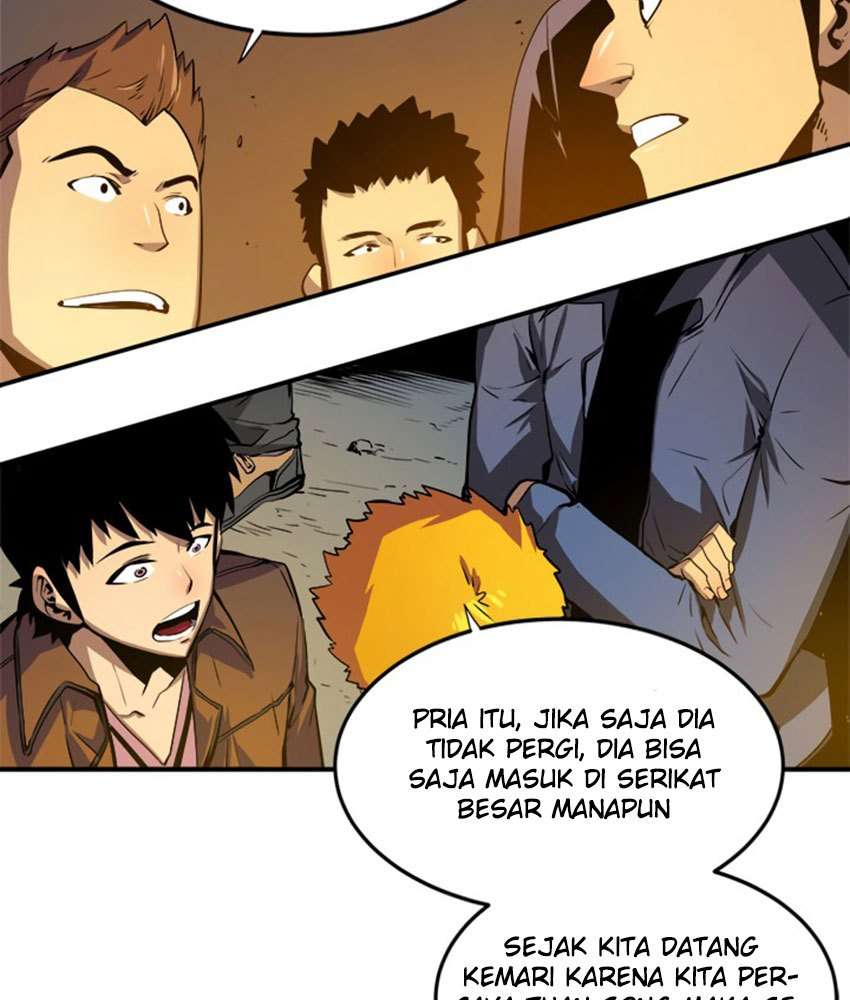 PRIA ITU, JIKA SAJA DIA
TIDAK PERGI, DIA BISA
SAJA MASUK DI SERIKAT
BESAR MANAPUN
SEJAK KITA DATANG
KEMARI KARENA KITA PER-